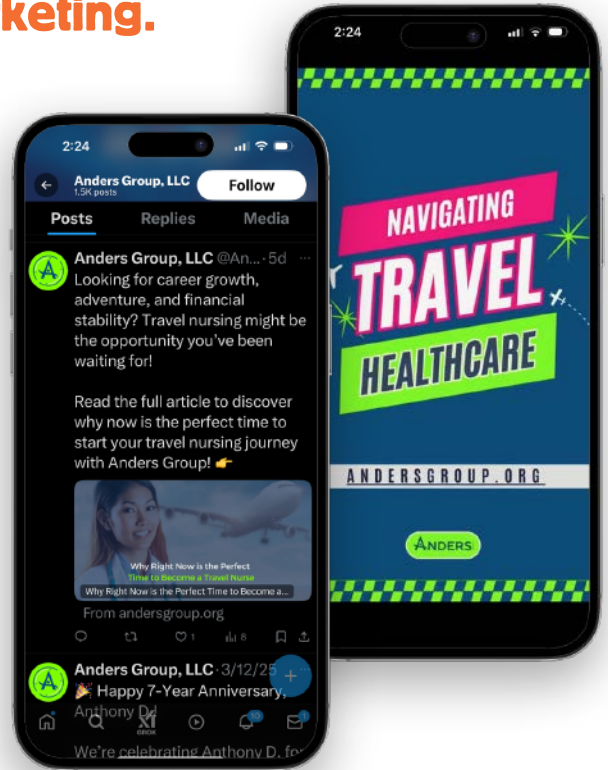 keting.
2:24
Anders Group, LLC
1.5K posts
Follow
Posts Replies Media
Anders Group, LLC @An... · 5d ...
Looking for career growth,
adventure, and financial
stability? Travel nursing might be
the opportunity you've been
waiting for!
Read the full article to discover
why now is the perfect time to
start your travel nursing journey
with Anders Group! 👉
Why Right Now is the Perfect
Time to Become a Travel Nurse
Why Right Now is the Perfect Time to Become a...
From andersgroup.org
1 8
Anders Group, LLC · 3/12/25 ...
🎉 Happy 7-Year Anniversary,
Anthony D.!
GROK
10 1
We're celebrating Anthony D. for
2:24
NAVIGATING
TRAVEL
HEALTHCARE
ANDERSGROUP.ORG
ANDERS